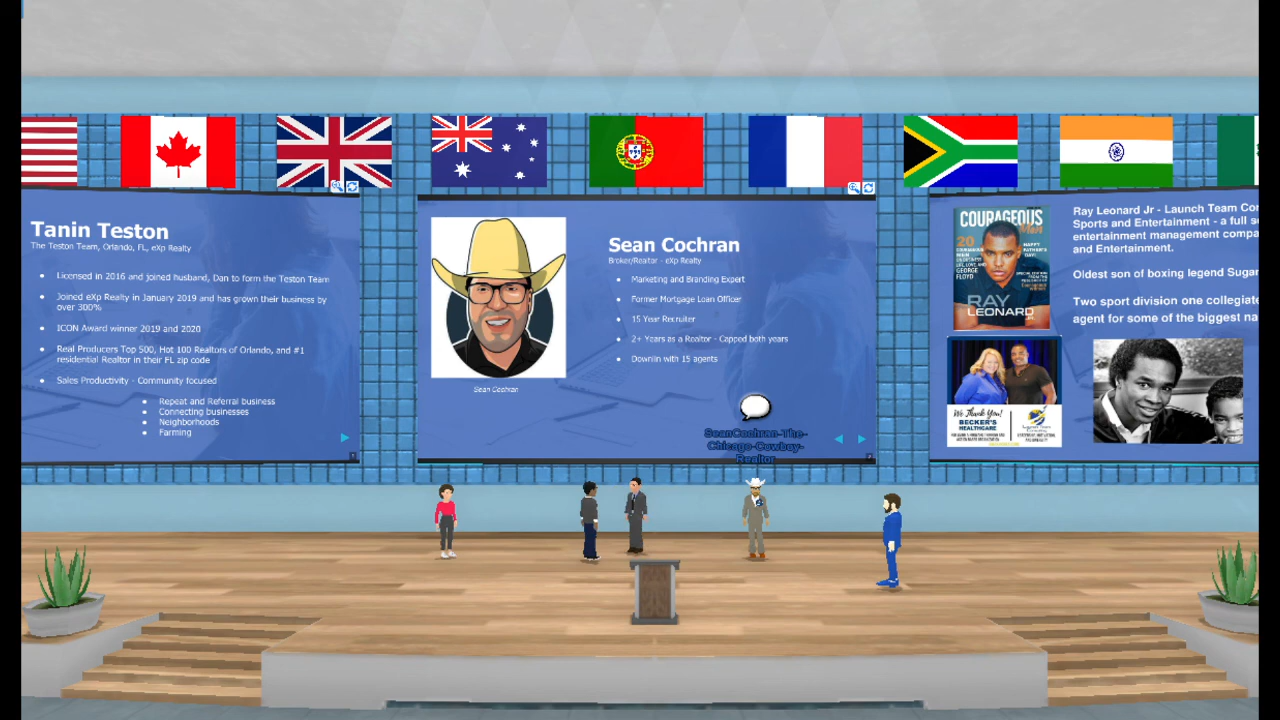 Tanin Teston
The Teston Team, Orlando, FL, eXp Realty
Licensed in 2016 and joined husband, Dan to form the Teston Team
Joined eXp Realty in January 2019 and has grown their business by
over 300%
ICON Award winner 2019 and 2020
Real Producers Top 500, Hot 100 Realtors of Orlando, and #1
residential Realtor in their FL zip code
Sales Productivity - Community focused
Repeat and Referral business
Connecting businesses
Neighborhoods
Farming
Sean Cochran
Sean Cochran
Broker/Realtor - eXp Realty
Marketing and Branding Expert
Former Mortgage Loan Officer
15 Year Recruiter
2+ Years as a Realtor - Capped both years
Downlin with 15 agents
SeanCochran-The-
Chicago-Cowboy-
Realtor
COURAGEOUS
Men
20
GEORGE
FLOYD
HAPPY
FATHER'S
DAY!
RAY
LEONARD
We Thank You!
BECKER'S
HEALTHCARE
Ray Leonard Jr - Launch Team Con
Sports and Entertainment - a full s
entertainment management compa
and Entertainment.
Oldest son of boxing legend Sugar
Two sport division one collegiate
agent for some of the biggest na